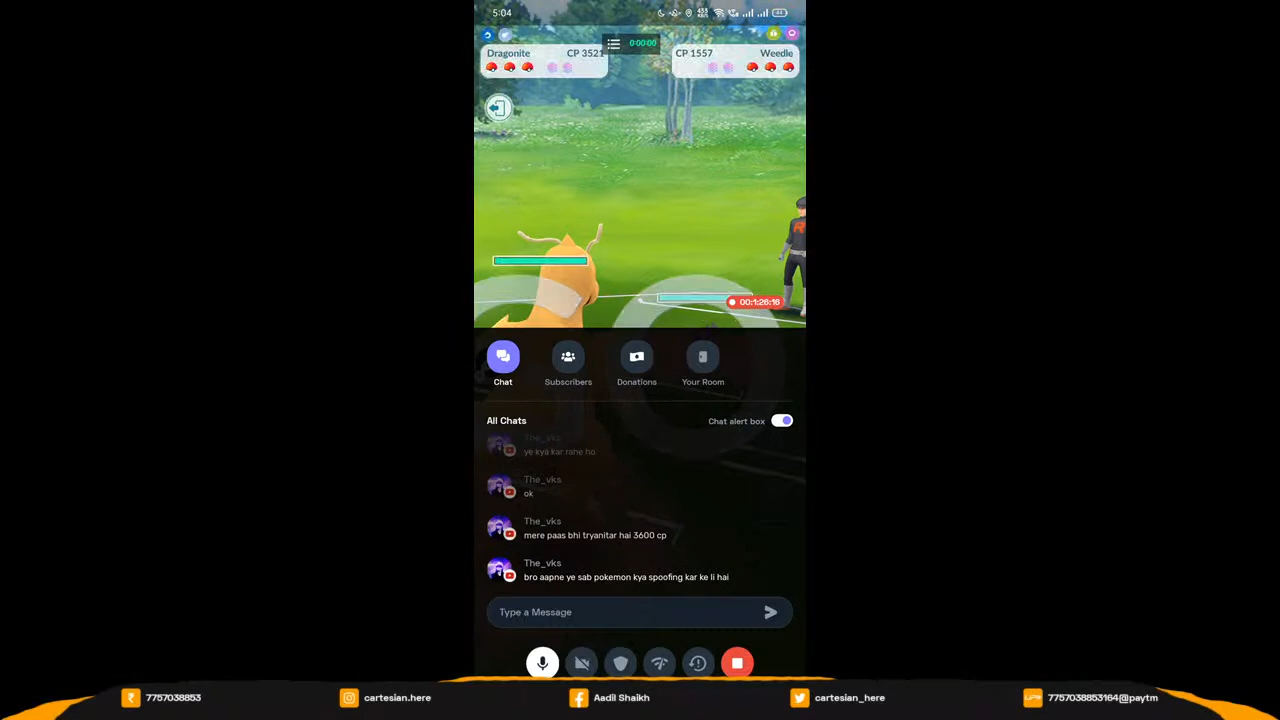 5:04
44
Dragonite CP 3521
0:00:00
CP 1557 Weedle
R
00:1:26:16
Chat
Subscribers
Donations
Your Room
All Chats
Chat alert box
The_vks
ye kya kar rahe ho
The_vks
ok
The_vks
mere paas bhi tryanitar hai 3600 cp
The_vks
bro aapne ye sab pokemon kya spoofing kar ke li hai
Type a Message
₹ 7757038853
cartesian.here
Aadil Shaikh
cartesian_here
UPI 7757038853164@paytm